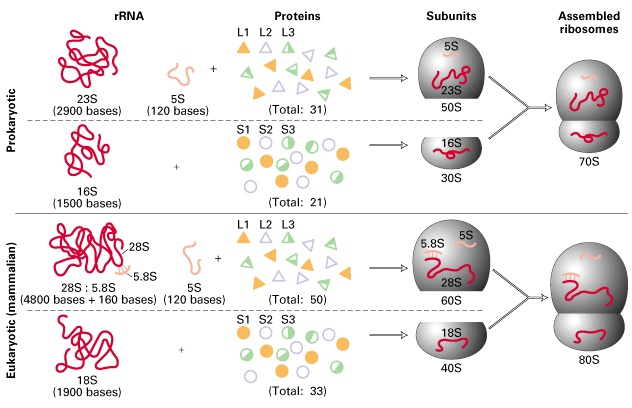 rRNA
Proteins
Subunits
Assembled
ribosomes
Prokaryotic
23S
(2900 bases)
5S
(120 bases)
+
L1 L2 L3
(Total: 31)
5S
23S
50S
16S
(1500 bases)
+
S1 S2 S3
(Total: 21)
16S
30S
70S
Eukaryotic (mammalian)
28S
5.8S
28S : 5.8S
(4800 bases + 160 bases)
5S
(120 bases)
+
L1 L2 L3
(Total: 50)
5.8S
5S
28S
60S
18S
(1900 bases)
+
S1 S2 S3
(Total: 33)
18S
40S
80S